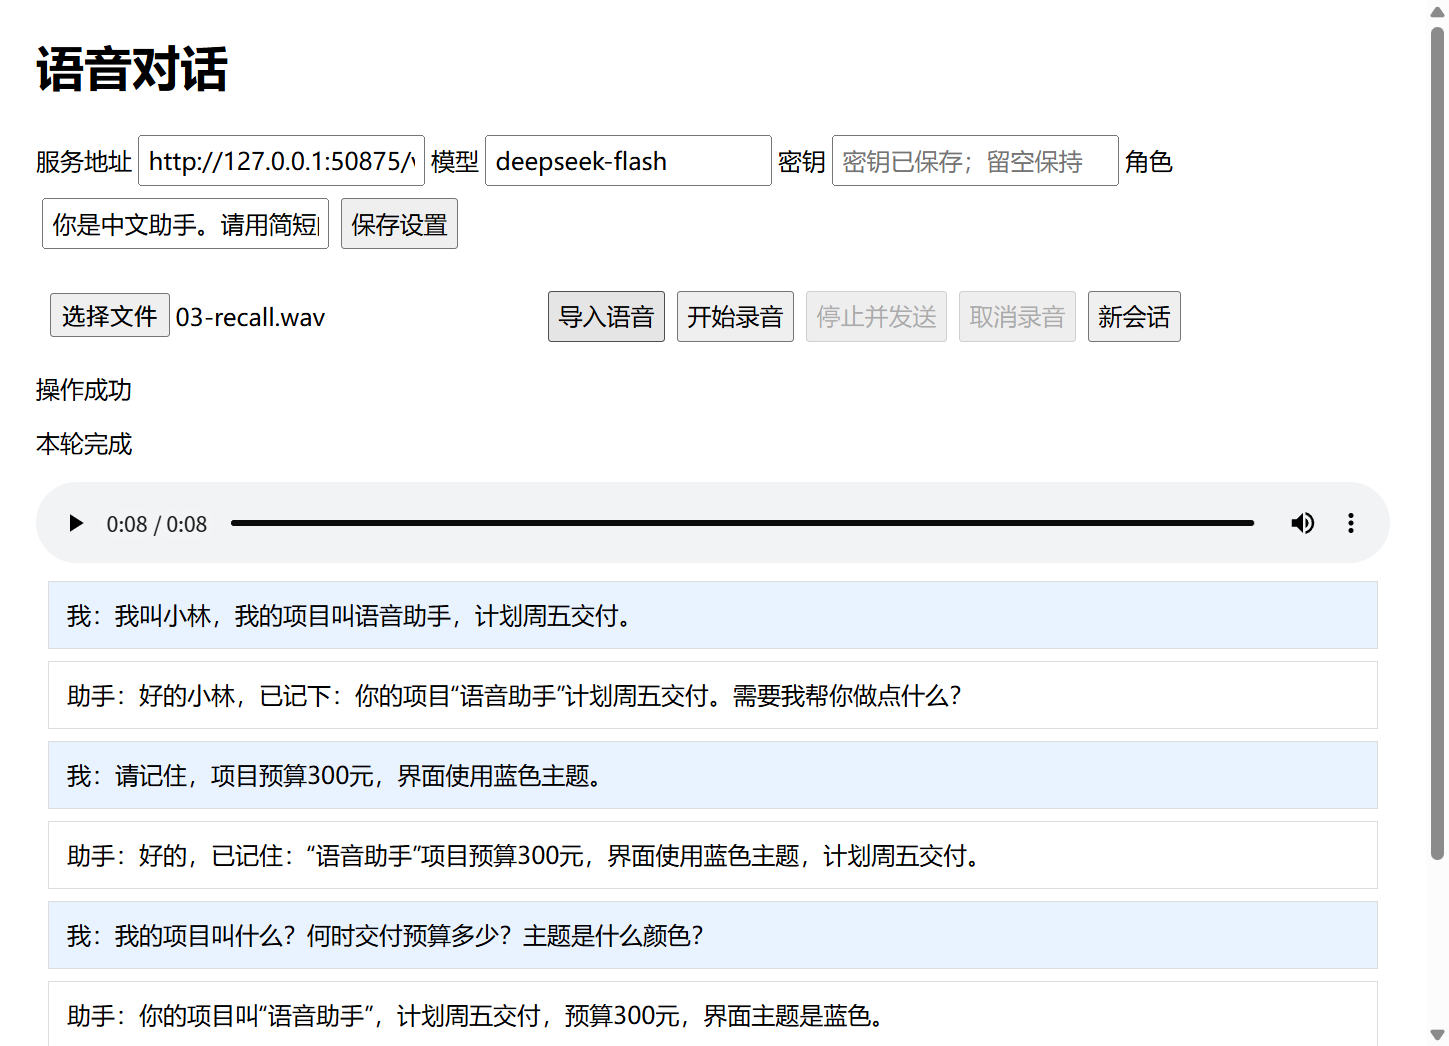 语音对话
服务地址 http://127.0.0.1:50875/ 模型 deepseek-flash 密钥 密钥已保存；留空保持 角色
你是中文助手。请用简短 保存设置
选择文件 03-recall.wav 导入语音 开始录音 停止并发送 取消录音 新会话
操作成功
本轮完成
0:08 / 0:08
我：我叫小林，我的项目叫语音助手，计划周五交付。
助手：好的小林，已记下：你的项目“语音助手”计划周五交付。需要我帮你做点什么？
我：请记住，项目预算300元，界面使用蓝色主题。
助手：好的，已记住：“语音助手”项目预算300元，界面使用蓝色主题，计划周五交付。
我：我的项目叫什么？何时交付预算多少？主题是什么颜色？
助手：你的项目叫“语音助手”，计划周五交付，预算300元，界面主题是蓝色。